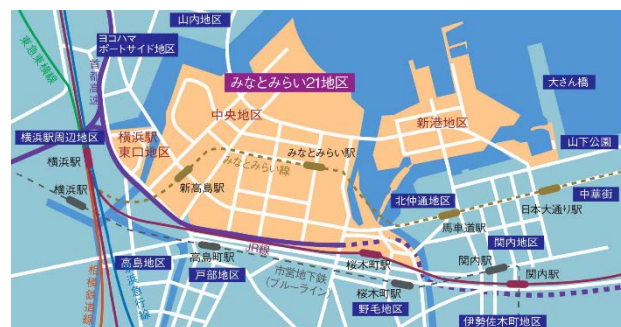 山内地区
ヨコハマ
ポートサイド地区
東急東横線
首都高速
みなとみらい21地区
大さん橋
中央地区
新港地区
横浜駅周辺地区
横浜駅
東口地区
山下公園
横浜駅
みなとみらい線
みなとみらい駅
横浜駅
新高島駅
北仲通地区
中華街
日本大通り駅
馬車道駅
高島地区
高島町駅
JR線
関内地区
戸部地区
桜木町駅
関内駅
関内駅
市営地下鉄
(ブルーライン)
桜木町駅
相模鉄道線
浜急行線
野毛地区
伊勢佐木町地区